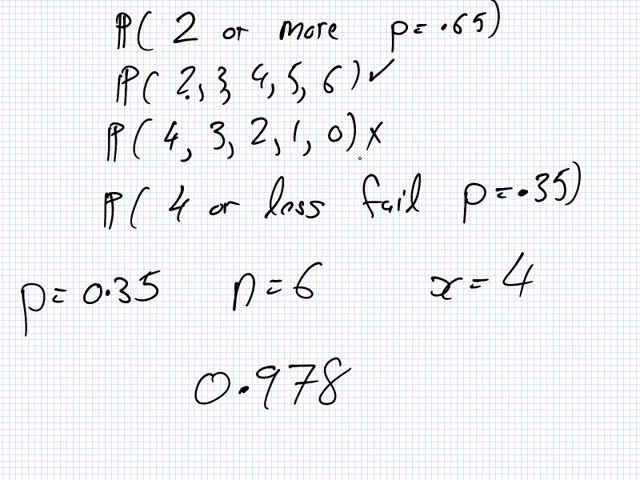 P( 2 or more p=.65)
P( 2, 3 4, 5, 6) ✓
P( 4, 3, 2, 1, 0) x
P( 4 or less fail p=.35)
p=0.35 n=6 x=4
0.978